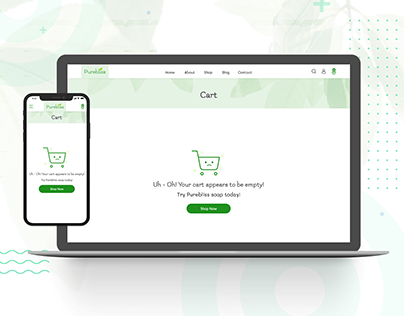 Purebliss
Home About Shop Blog Contact
Cart
Uh - Oh! Your cart appears to be empty!
Try Purebliss soap today!
Shop Now
Purebliss
Cart
Uh - Oh! Your cart appears to be empty!
Try Purebliss soap today!
Shop Now